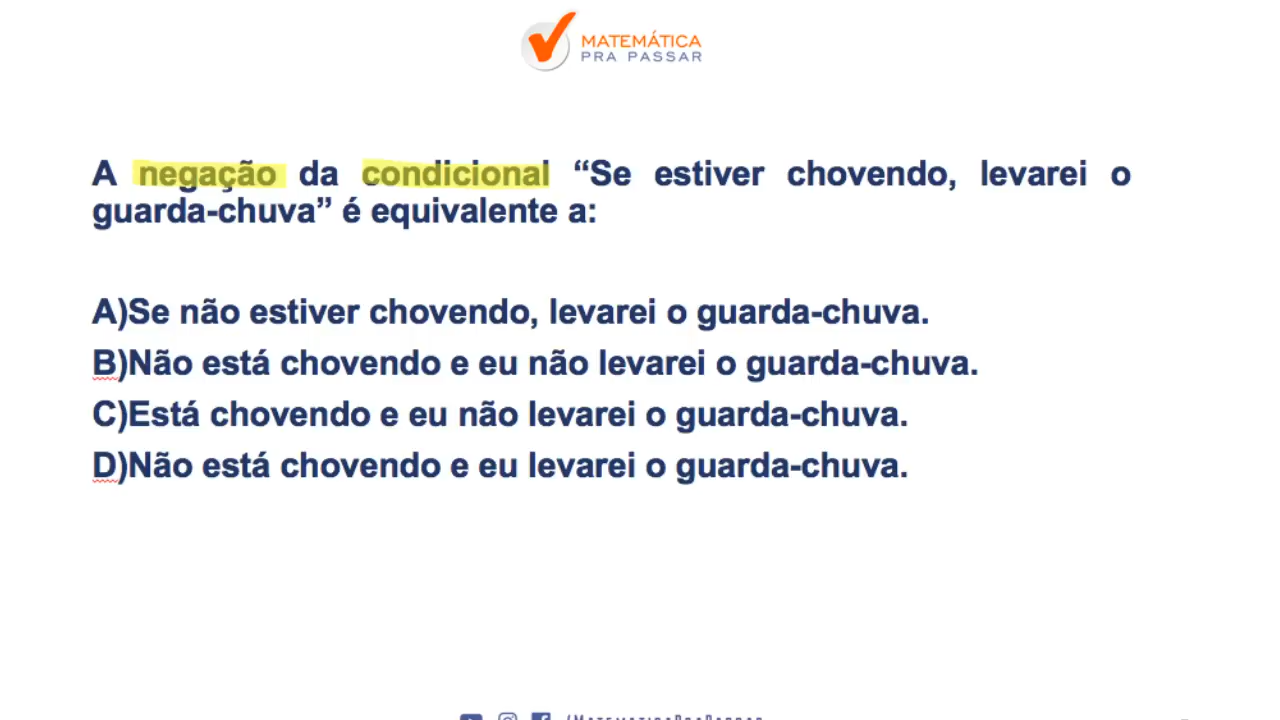 MATEMÁTICA
PRA PASSAR
A negação da condicional “Se estiver chovendo, levarei o
guarda-chuva” é equivalente a:
A)Se não estiver chovendo, levarei o guarda-chuva.
B)Não está chovendo e eu não levarei o guarda-chuva.
C)Está chovendo e eu não levarei o guarda-chuva.
D)Não está chovendo e eu levarei o guarda-chuva.
/MATEMATICAPRAPASSAR